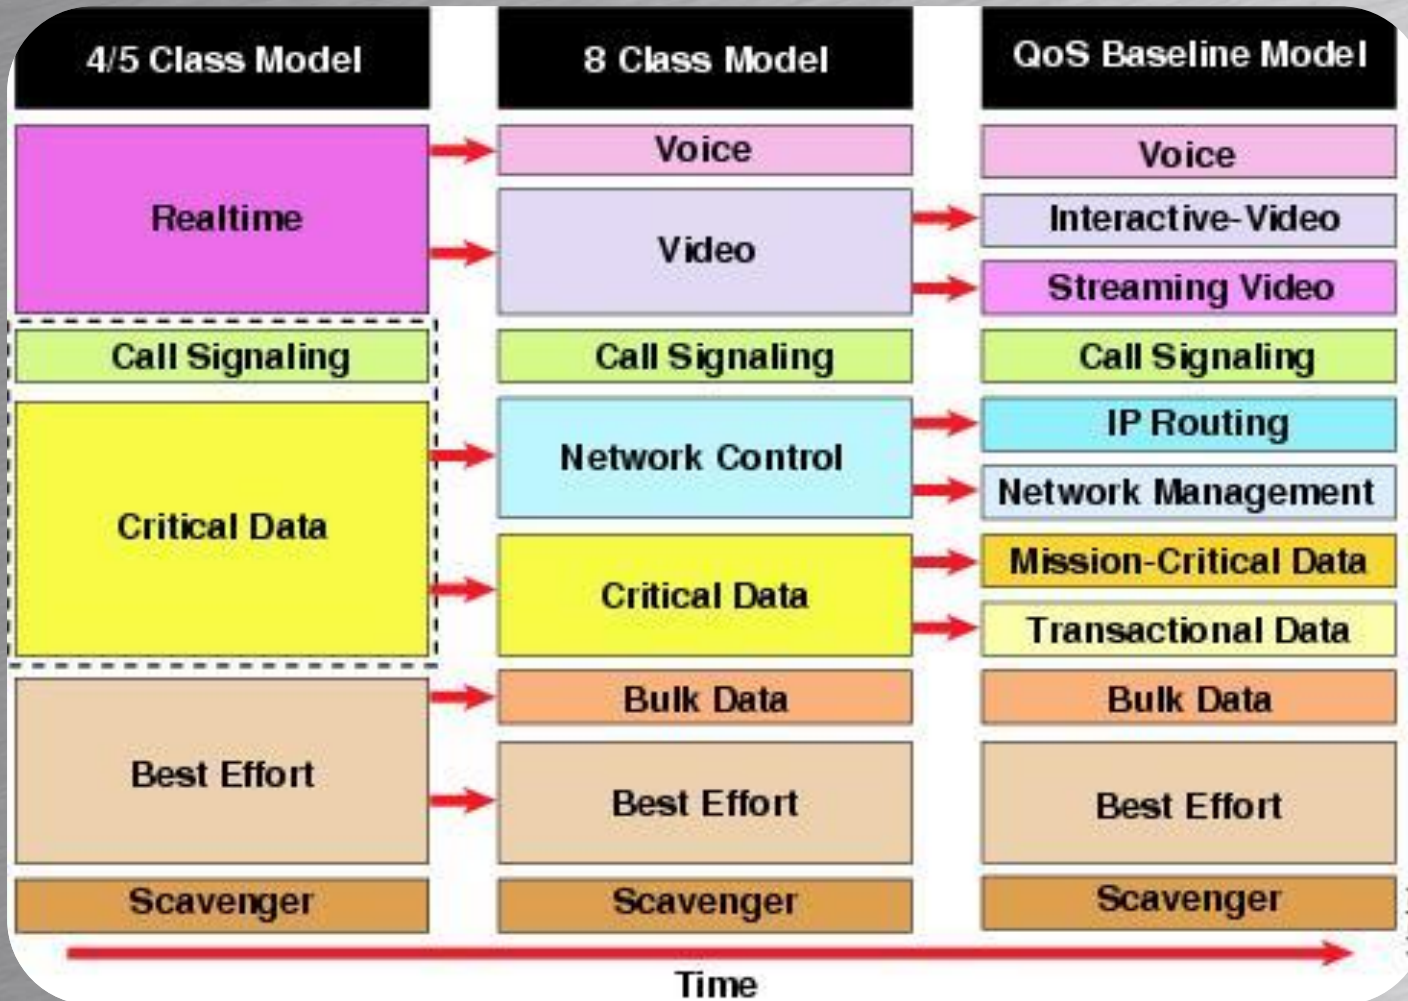 4/5 Class Model
Realtime
Call Signaling
Critical Data
Best Effort
Scavenger
8 Class Model
Voice
Video
Call Signaling
Network Control
Critical Data
Bulk Data
Best Effort
Scavenger
QoS Baseline Model
Voice
Interactive-Video
Streaming Video
Call Signaling
IP Routing
Network Management
Mission-Critical Data
Transactional Data
Bulk Data
Best Effort
Scavenger
Time